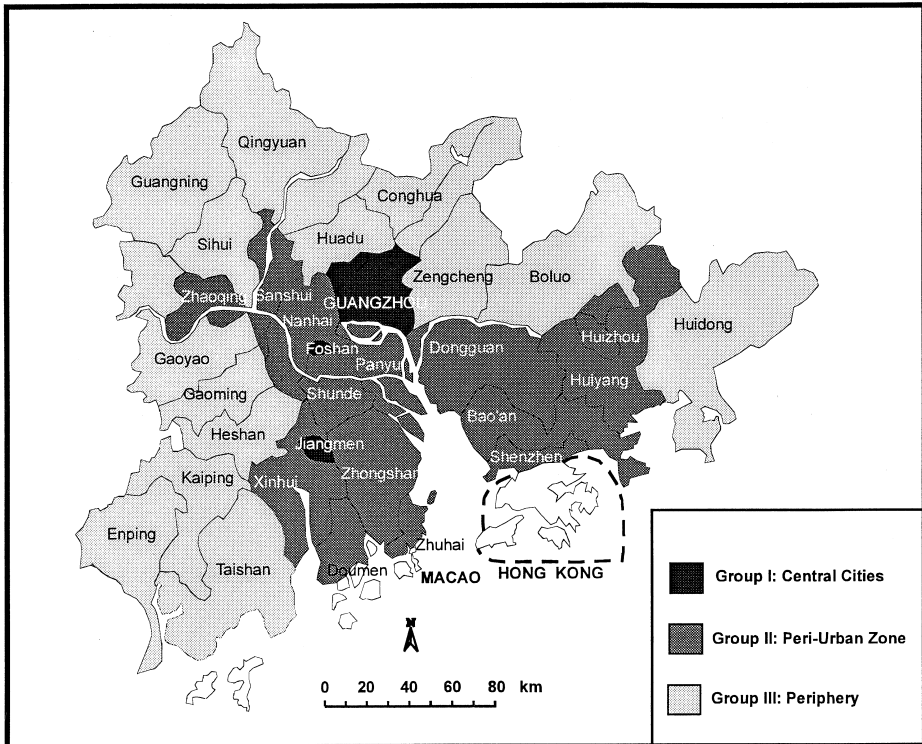 Qingyuan
Guangning
Conghua
Sihui
Huadu
Zengcheng
Boluo
Zhaoqing
Sanshui
GUANGZHOU
Nanhai
Huidong
Huizhou
Foshan
Dongguan
Gaoyao
Panyu
Huiyang
Gaoming
Shunde
Bao'an
Heshan
Jiangmen
Shenzhen
Kaiping
Xinhui
Zhongshan
Enping
Zhuhai
Taishan
Doumen
MACAO
HONG KONG
N
0 20 40 60 80 km
Group I: Central Cities
Group II: Peri-Urban Zone
Group III: Periphery